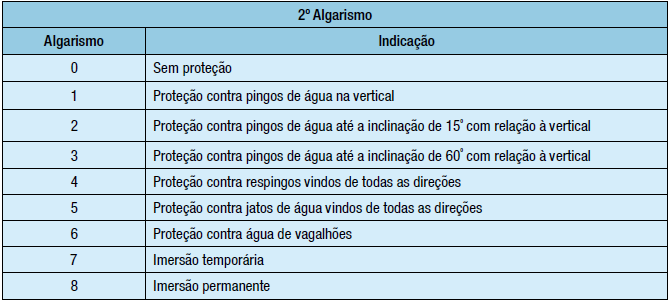 2º Algarismo
Algarismo Indicação
0 Sem proteção
1 Proteção contra pingos de água na vertical
2 Proteção contra pingos de água até a inclinação de 15º com relação à vertical
3 Proteção contra pingos de água até a inclinação de 60º com relação à vertical
4 Proteção contra respingos vindos de todas as direções
5 Proteção contra jatos de água vindos de todas as direções
6 Proteção contra água de vagalhões
7 Imersão temporária
8 Imersão permanente